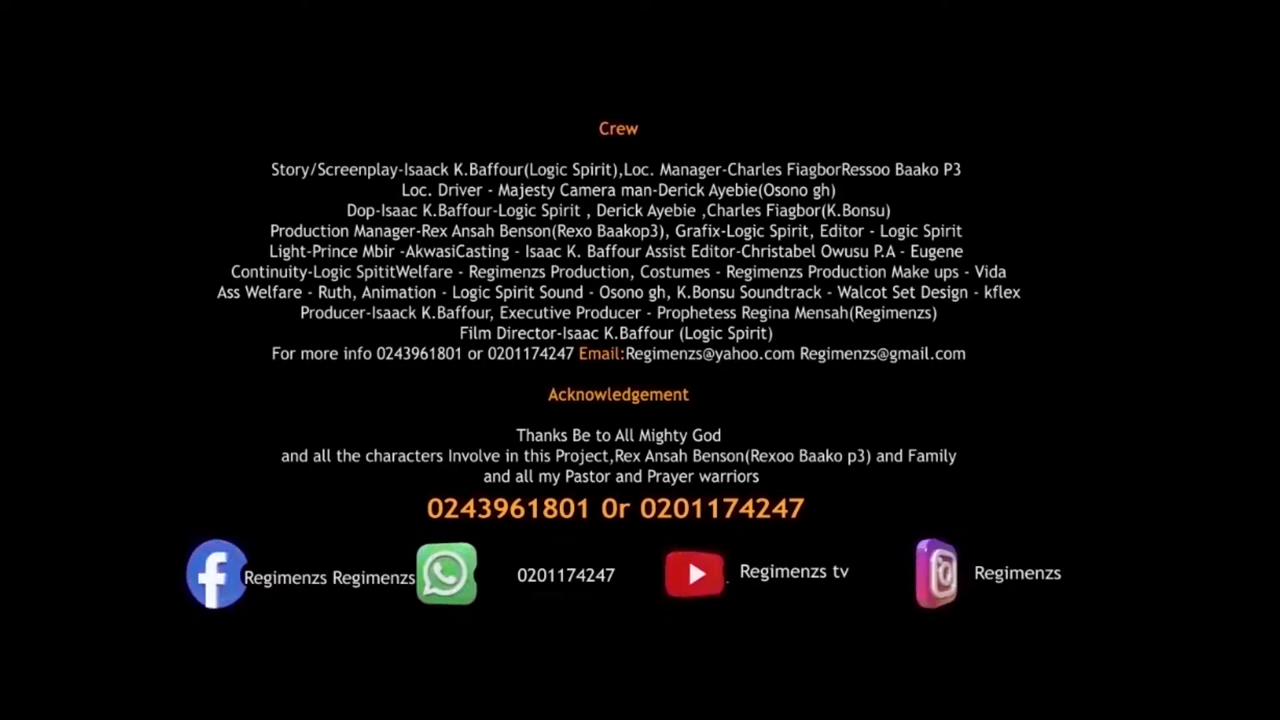 Crew
Story/Screenplay-Isaack K.Baffour(Logic Spirit),Loc. Manager-Charles FiagborRessoo Baako P3
Loc. Driver - Majesty Camera man-Derick Ayebie(Osono gh)
Dop-Isaac K.Baffour-Logic Spirit , Derick Ayebie ,Charles Fiagbor(K.Bonsu)
Production Manager-Rex Ansah Benson(Rexo Baakop3), Grafix-Logic Spirit, Editor - Logic Spirit
Light-Prince Mbir -AkwasiCasting - Isaac K. Baffour Assist Editor-Christabel Owusu P.A - Eugene
Continuity-Logic SpititWelfare - Regimenzs Production, Costumes - Regimenzs Production Make ups - Vida
Ass Welfare - Ruth, Animation - Logic Spirit Sound - Osono gh, K.Bonsu Soundtrack - Walcot Set Design - kflex
Producer-Isaack K.Baffour, Executive Producer - Prophetess Regina Mensah(Regimenzs)
Film Director-Isaac K.Baffour (Logic Spirit)
For more info 0243961801 or 0201174247 Email:Regimenzs@yahoo.com Regimenzs@gmail.com
Acknowledgement
Thanks Be to All Mighty God
and all the characters Involve in this Project,Rex Ansah Benson(Rexoo Baako p3) and Family
and all my Pastor and Prayer warriors
0243961801 0r 0201174247
Regimenzs Regimenzs 0201174247 Regimenzs tv Regimenzs